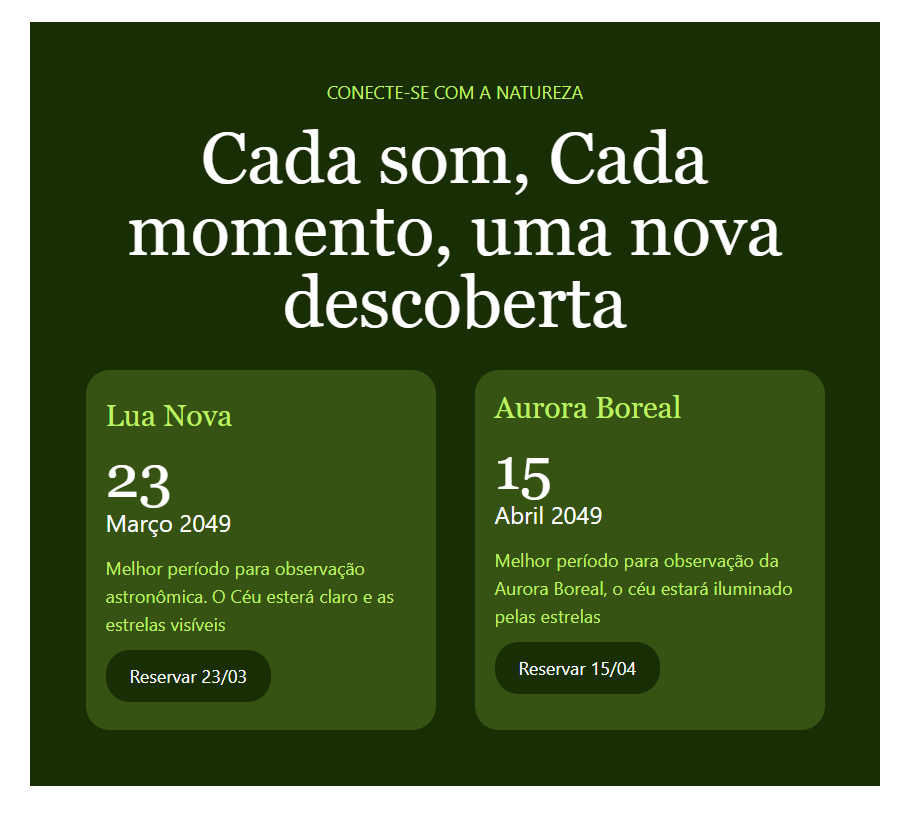 CONECTE-SE COM A NATUREZA
Cada som, Cada
momento, uma nova
descoberta
Lua Nova
23
Março 2049
Melhor período para observação
astronômica. O Céu esterá claro e as
estrelas visíveis
Reservar 23/03
Aurora Boreal
15
Abril 2049
Melhor período para observação da
Aurora Boreal, o céu estará iluminado
pelas estrelas
Reservar 15/04